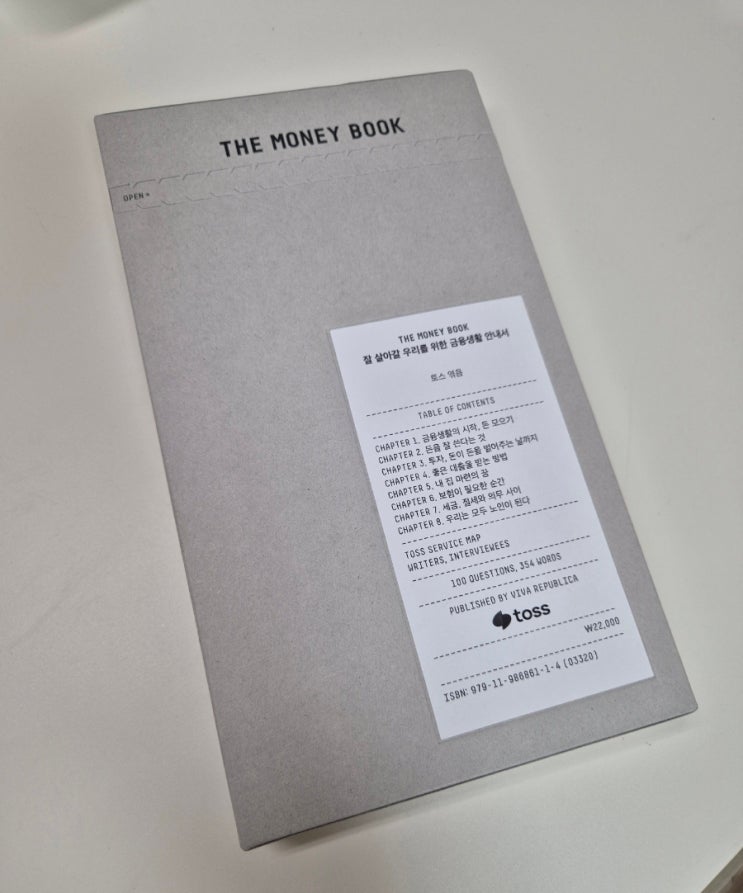 THE MONEY BOOK
OPEN
THE MONEY BOOK
잘 살아갈 우리를 위한 금융생활 안내서
토스 엮음
TABLE OF CONTENTS
CHAPTER 1. 금융생활의 시작, 돈 모으기
CHAPTER 2. 돈을 잘 쓴다는 것
CHAPTER 3. 투자, 돈이 돈을 벌어주는 날까지
CHAPTER 4. 좋은 대출을 받는 방법
CHAPTER 5. 내 집 마련의 꿈
CHAPTER 6. 보험이 필요한 순간
CHAPTER 7. 세금, 절세와 의무 사이
CHAPTER 8. 우리는 모두 노인이 된다
TOSS SERVICE MAP
WRITERS, INTERVIEWEES
100 QUESTIONS, 354 WORDS
PUBLISHED BY VIVA REPUBLICA
toss
₩22,000
ISBN: 979-11-986861-1-4 (03320)